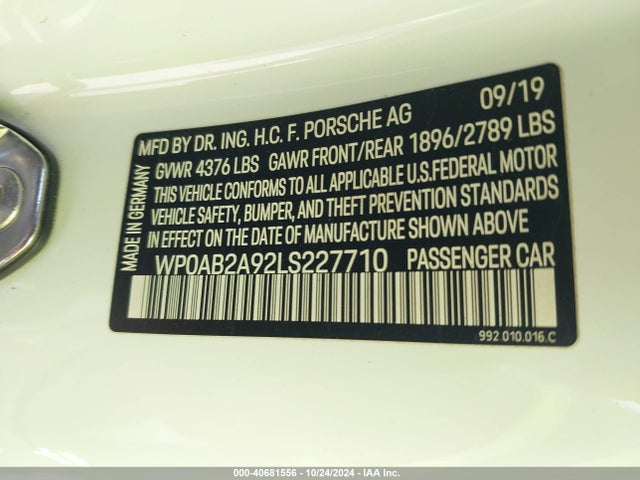 09/19
MFD BY DR. ING. H.C. F. PORSCHE AG
GVWR 4376 LBS GAWR FRONT/REAR 1896/2789 LBS
THIS VEHICLE CONFORMS TO ALL APPLICABLE U.S.FEDERAL MOTOR
VEHICLE SAFETY, BUMPER, AND THEFT PREVENTION STANDARDS
IN EFFECT ON THE DATE OF MANUFACTURE SHOWN ABOVE
WP0AB2A92LS227710 PASSENGER CAR
MADE IN GERMANY
992.010.016.C
000-40681556 - 10/24/2024 - IAA Inc.